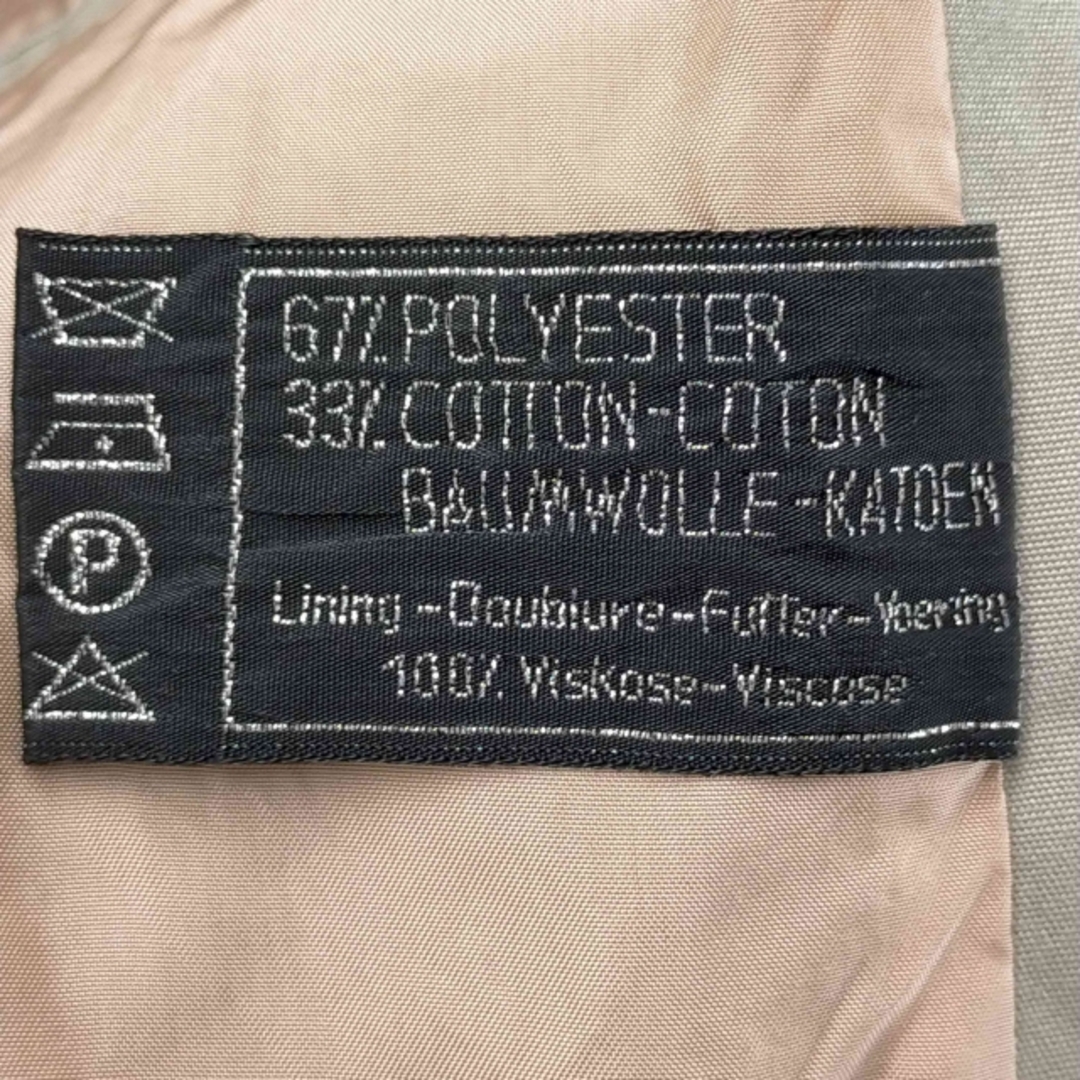 67% POLYESTER
33% COTTON-COTON
BAUMWOLLE-KATOEN
Lining-Doublure-Futter-Voering
100% Viskose-Viscose
P